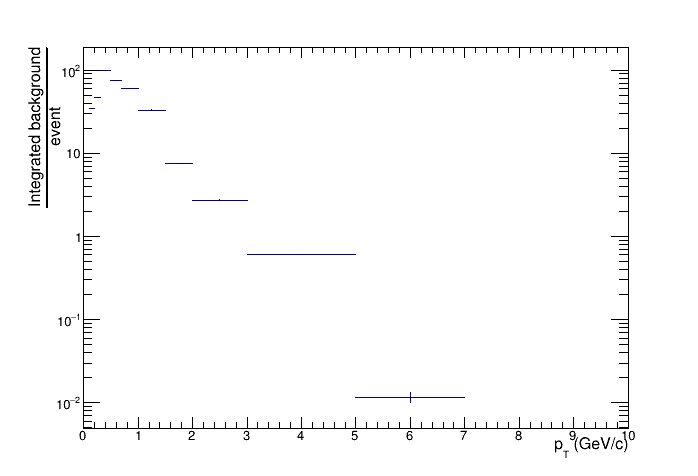 Integrated background
event
10²
10
1
10⁻¹
10⁻²
0 1 2 3 4 5 6 7 8 9 10
p_T (GeV/c)